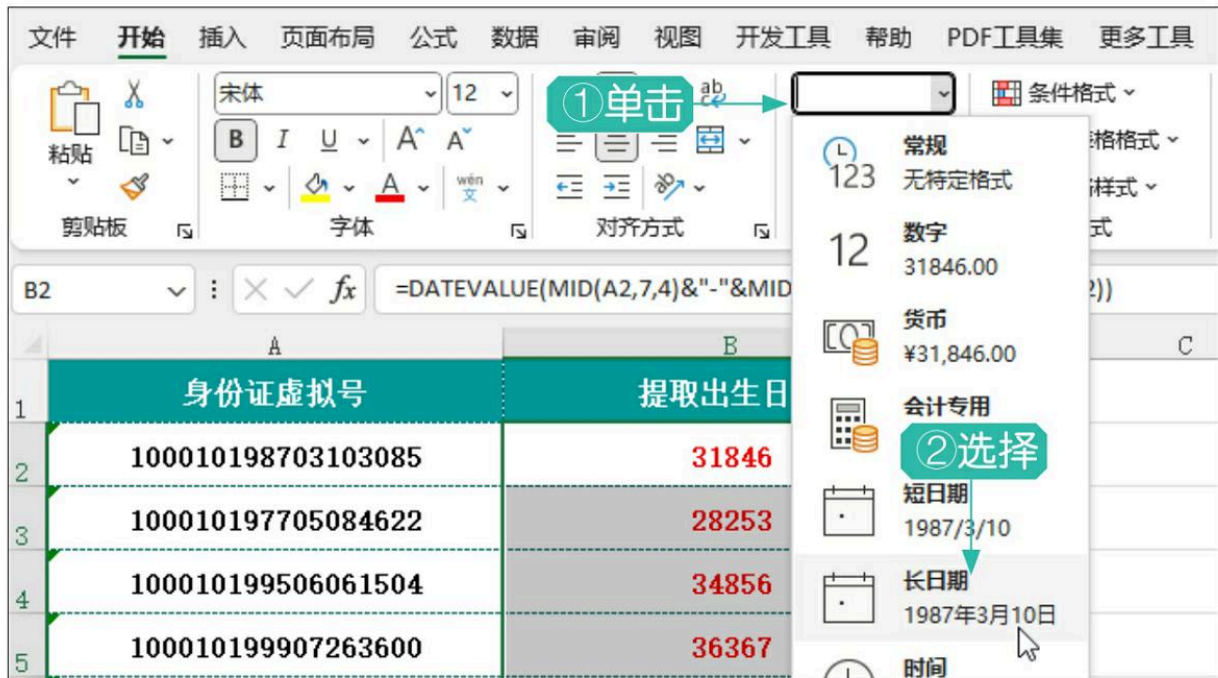 文件 开始 插入 页面布局 公式 数据 审阅 视图 开发工具 帮助 PDF工具集 更多工具
宋体 12 ①单击 ab 条件格式
粘贴 B I U A A 常规 格格式
123 无特定格式
A wén 文 样式
剪贴板 字体 对齐方式 12 数字 式
31846.00
B2 fx =DATEVALUE(MID(A2,7,4)&"-"&MID 2))
货币
¥31,846.00
A B C
1 身份证虚拟号 提取出生日 会计专用
②选择
2 100010198703103085 31846
短日期
1987/3/10
3 100010197705084622 28253
长日期
1987年3月10日
4 100010199506061504 34856
5 100010199907263600 36367
时间